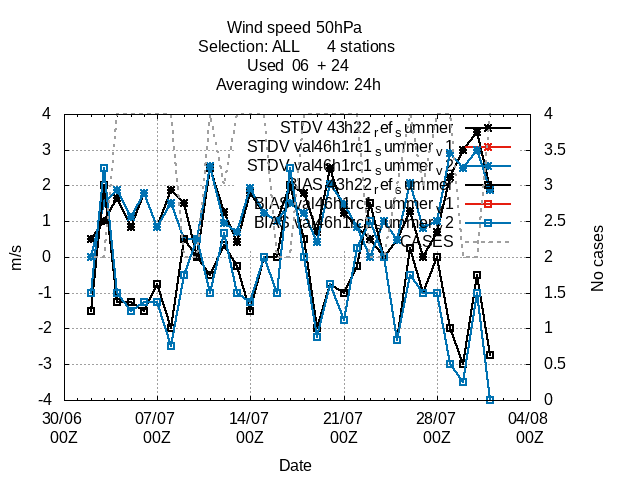 Wind speed 50hPa
Selection: ALL 4 stations
Used 06 + 24
Averaging window: 24h
4 4
STDV 43h22_ref_summer
3 3.5
STDV val46h1rc1_summer_v1
STDV val46h1rc1_summer_v2
2 3
BIAS 43h22_ref_summer
BIAS val46h1rc1_summer_v1
1 2.5
BIAS val46h1rc1_summer_v2
CASES
0 2
-1 1.5
-2 1
-3 0.5
-4 0
m/s
No cases
30/06 07/07 14/07 21/07 28/07 04/08
00Z 00Z 00Z 00Z 00Z 00Z
Date